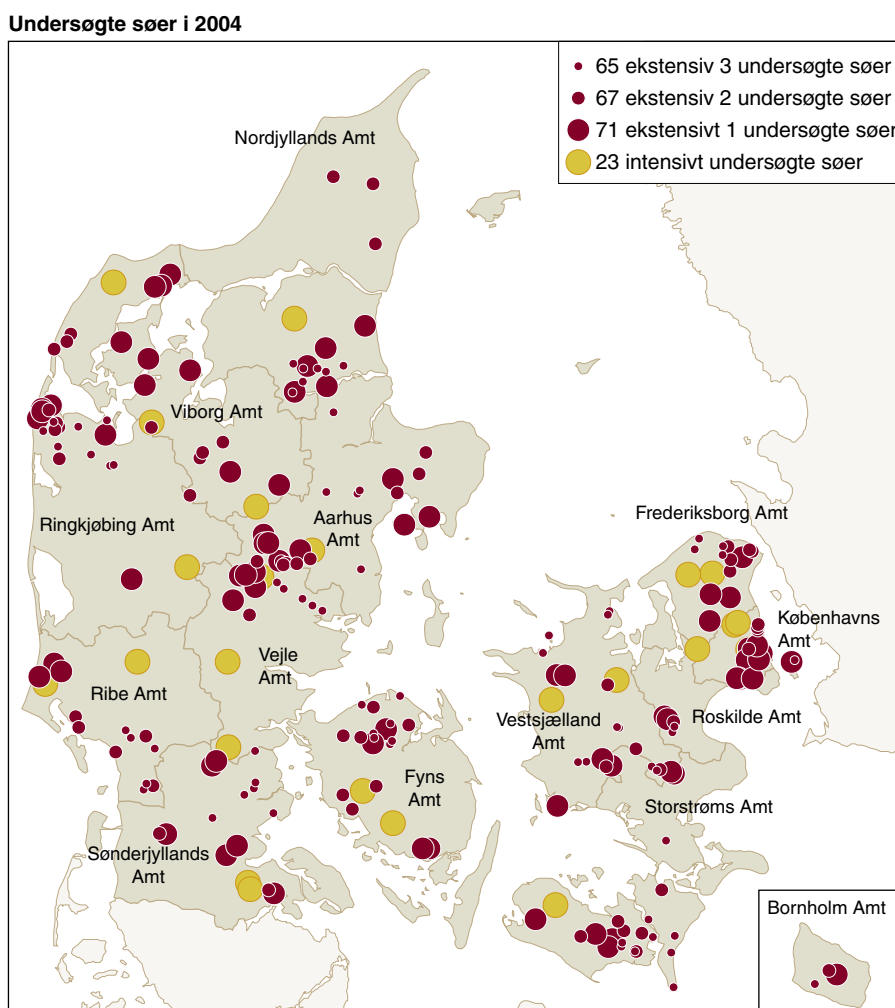 Undersøgte søer i 2004
65 ekstensiv 3 undersøgte søer
67 ekstensiv 2 undersøgte søer
71 ekstensivt 1 undersøgte søer
23 intensivt undersøgte søer
Nordjyllands Amt
Viborg Amt
Ringkjøbing Amt
Aarhus
Amt
Frederiksborg Amt
Københavns
Amt
Ribe Amt
Vejle
Amt
Vestsjælland
Amt
Roskilde Amt
Fyns
Amt
Storstrøms Amt
Sønderjyllands
Amt
Bornholm Amt